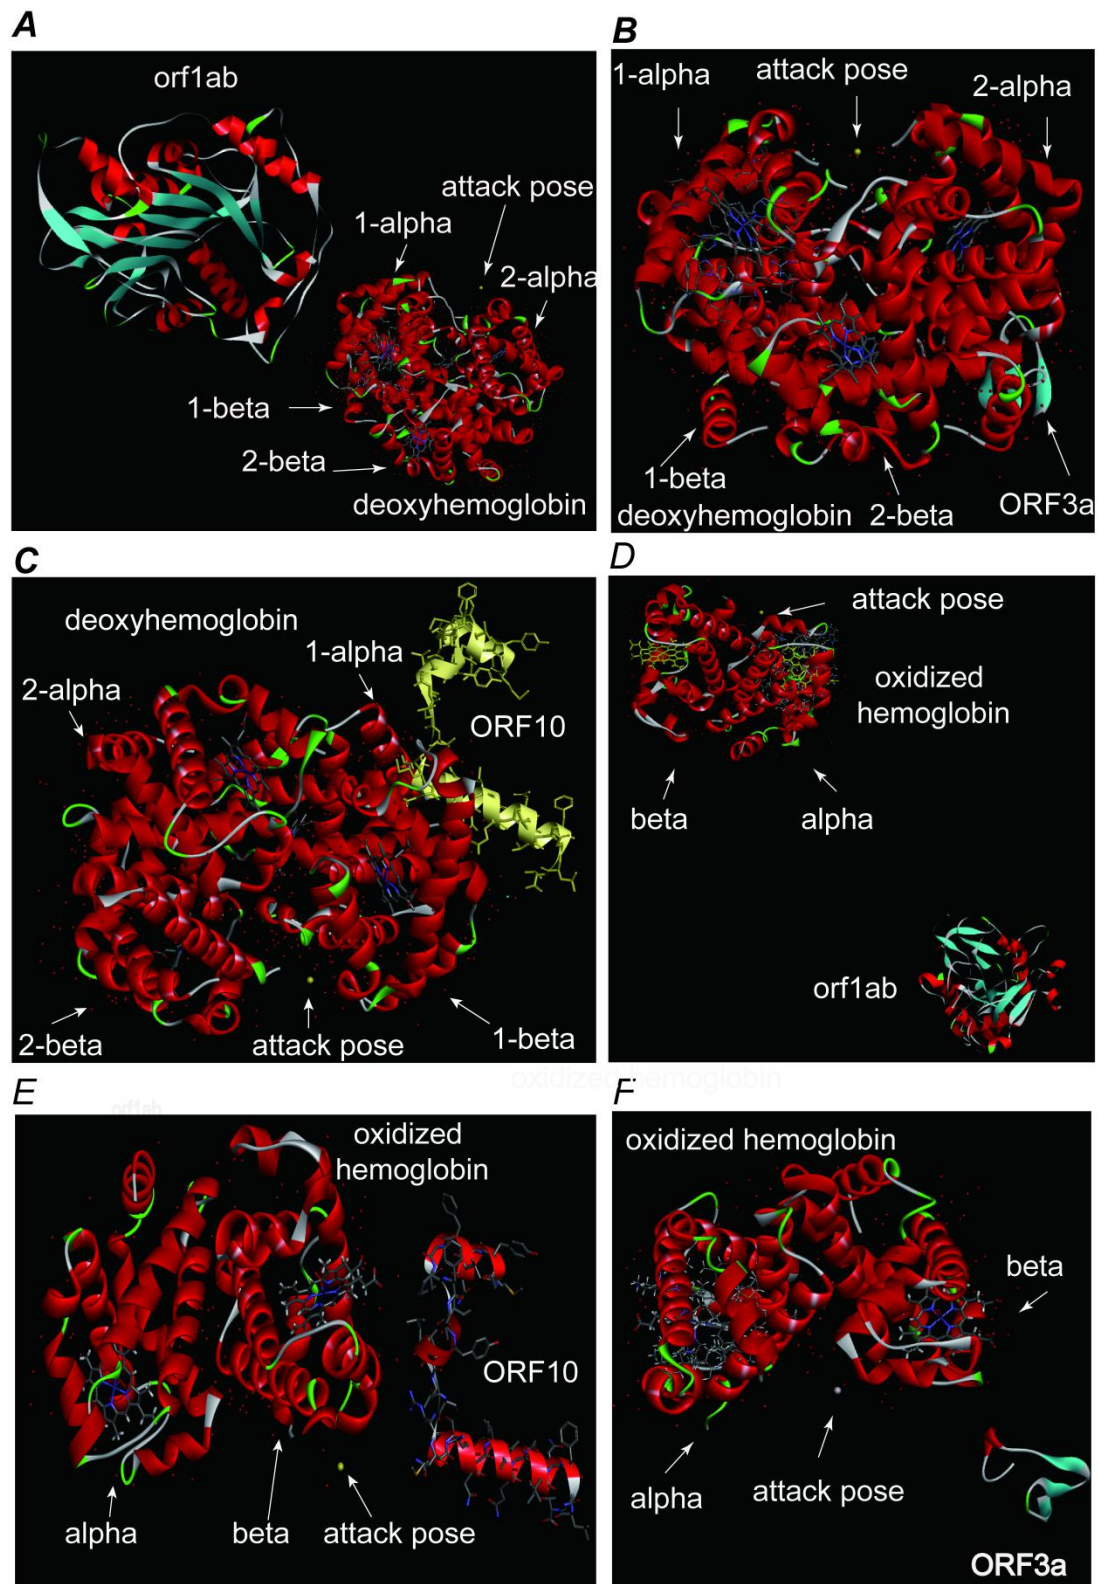 A
orf1ab
attack pose
1-alpha
2-alpha
1-beta
2-beta
deoxyhemoglobin
B
1-alpha
attack pose
2-alpha
1-beta
deoxyhemoglobin
2-beta
ORF3a
C
deoxyhemoglobin
1-alpha
2-alpha
ORF10
2-beta
attack pose
1-beta
D
attack pose
oxidized
hemoglobin
beta
alpha
orf1ab
oxidized hemoglobin
E
orf1ab
oxidized
hemoglobin
ORF10
alpha
beta
attack pose
F
oxidized hemoglobin
beta
alpha
attack pose
ORF3a